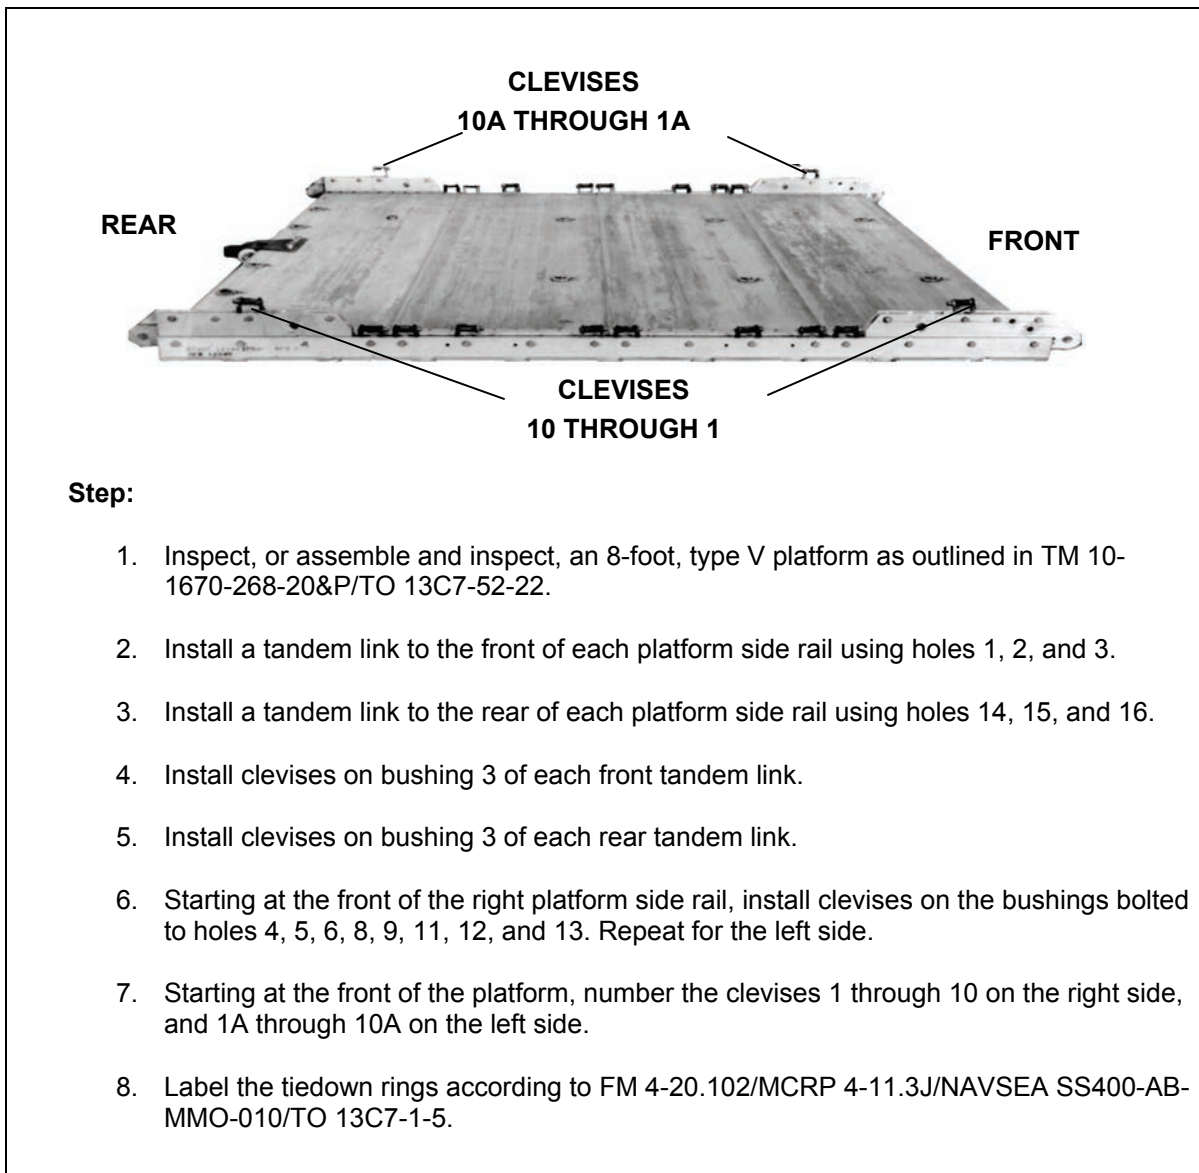 CLEVISES
10A THROUGH 1A
REAR
FRONT
CLEVISES
10 THROUGH 1
Step:
1. Inspect, or assemble and inspect, an 8-foot, type V platform as outlined in TM 10-
1670-268-20&P/TO 13C7-52-22.
2. Install a tandem link to the front of each platform side rail using holes 1, 2, and 3.
3. Install a tandem link to the rear of each platform side rail using holes 14, 15, and 16.
4. Install clevises on bushing 3 of each front tandem link.
5. Install clevises on bushing 3 of each rear tandem link.
6. Starting at the front of the right platform side rail, install clevises on the bushings bolted
to holes 4, 5, 6, 8, 9, 11, 12, and 13. Repeat for the left side.
7. Starting at the front of the platform, number the clevises 1 through 10 on the right side,
and 1A through 10A on the left side.
8. Label the tiedown rings according to FM 4-20.102/MCRP 4-11.3J/NAVSEA SS400-AB-
MMO-010/TO 13C7-1-5.